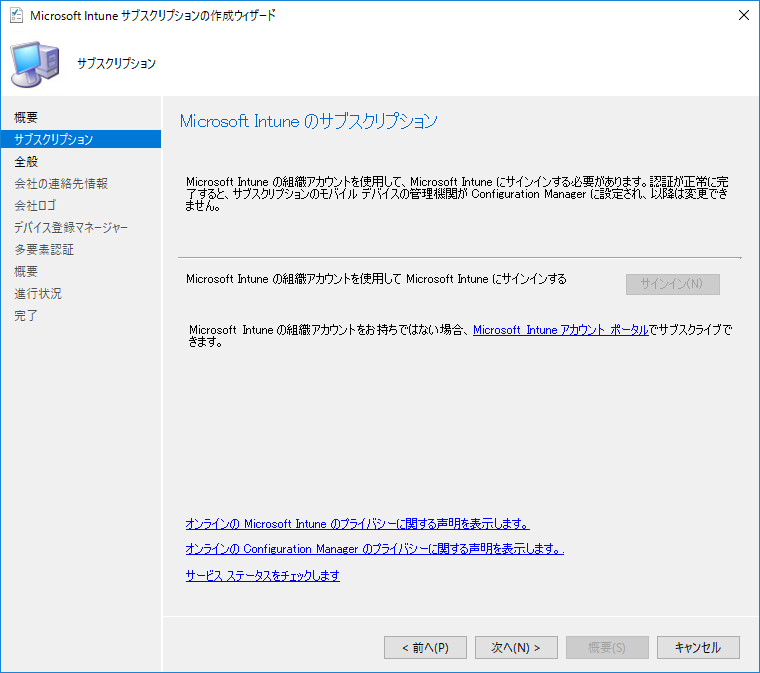 Microsoft Intune サブスクリプションの作成ウィザード
サブスクリプション
概要
サブスクリプション
全般
会社の連絡先情報
会社ロゴ
デバイス登録マネージャー
多要素認証
概要
進行状況
完了
Microsoft Intune のサブスクリプション
Microsoft Intune の組織アカウントを使用して、Microsoft Intune にサインインする必要があります。認証が正常に完
了すると、サブスクリプションのモバイル デバイスの管理機関が Configuration Manager に設定され、以降は変更でき
ません。
Microsoft Intune の組織アカウントを使用して Microsoft Intune にサインインする
サインイン(N)
Microsoft Intune の組織アカウントをお持ちではない場合、Microsoft Intune アカウント ポータルでサブスクライブで
きます。
オンラインの Microsoft Intune のプライバシーに関する声明を表示します。
オンラインの Configuration Manager のプライバシーに関する声明を表示します。
サービス ステータスをチェックします
< 前へ(P)
次へ(N) >
概要(S)
キャンセル